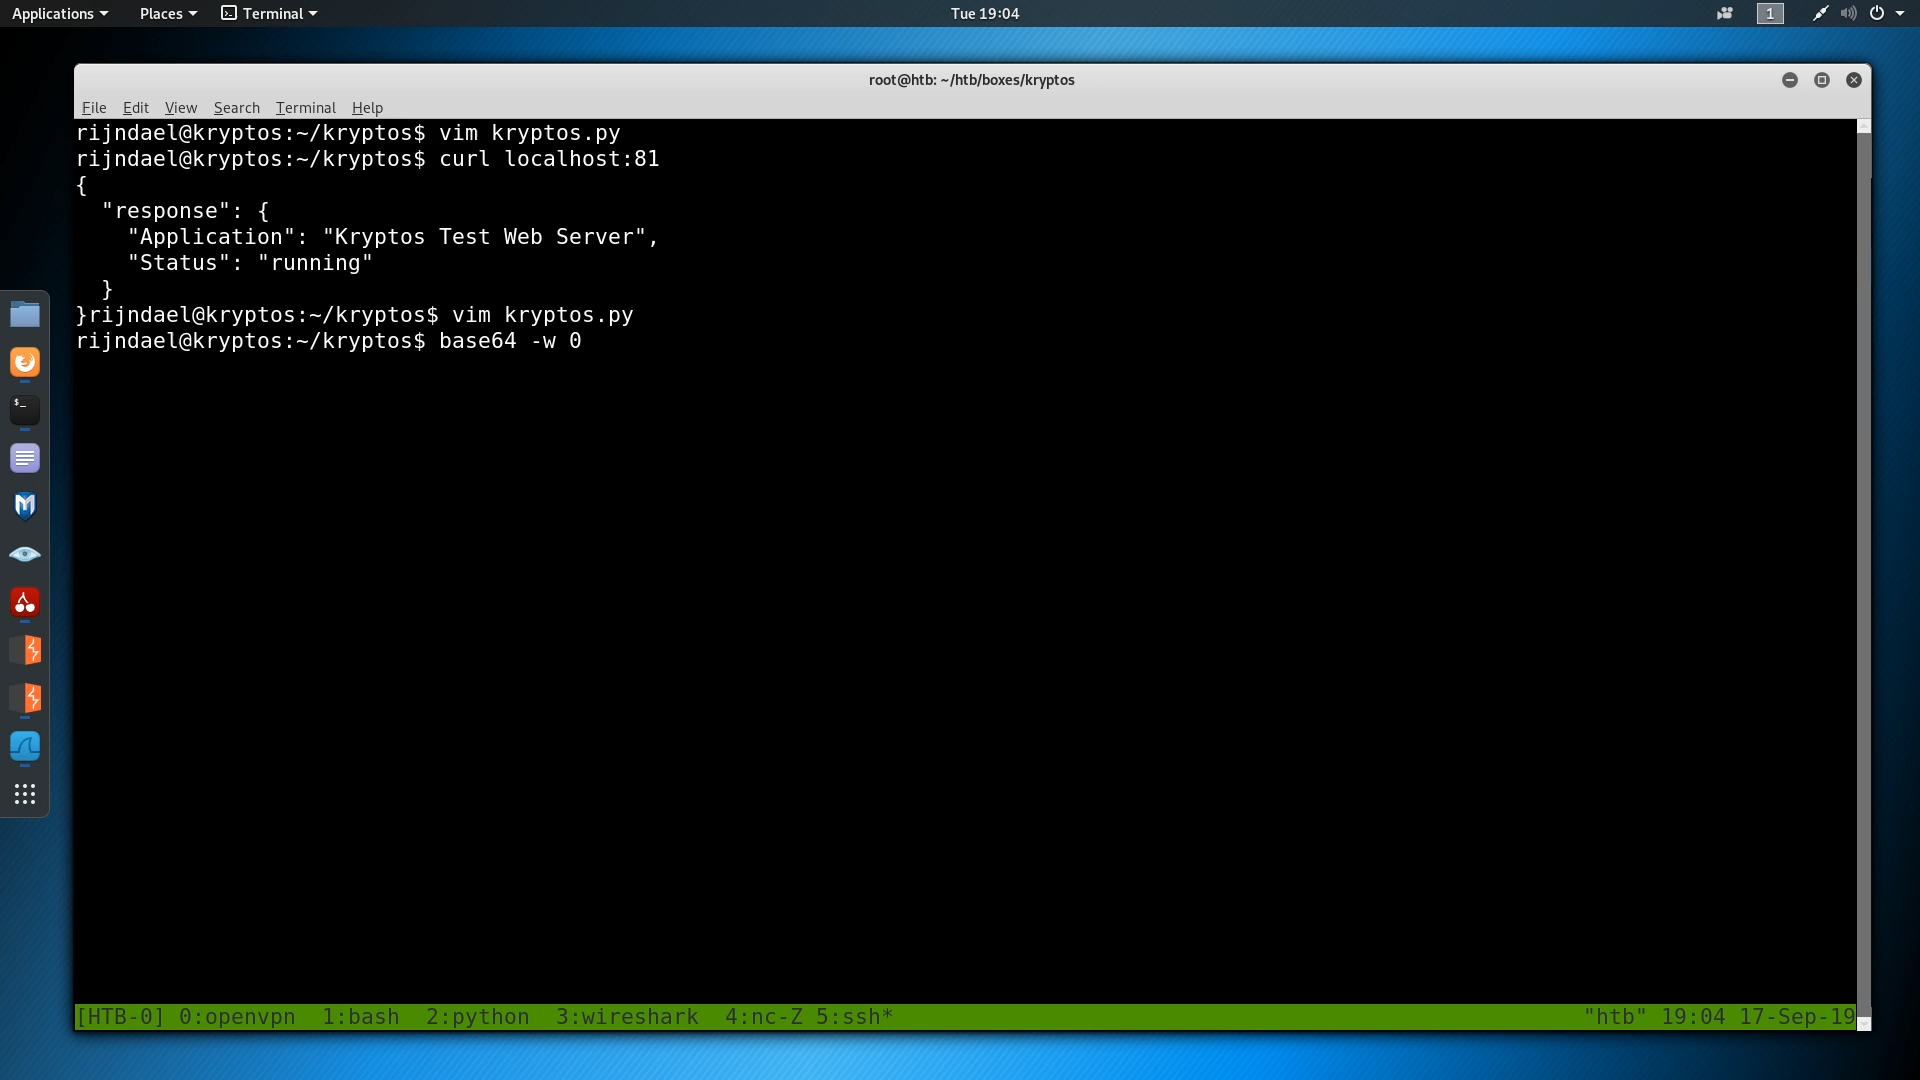 Applications Places Terminal Tue 19:04 1
root@htb: ~/htb/boxes/kryptos
File Edit View Search Terminal Help
rijndael@kryptos:~/kryptos$ vim kryptos.py
rijndael@kryptos:~/kryptos$ curl localhost:81
{
  "response": {
    "Application": "Kryptos Test Web Server",
    "Status": "running"
  }
}rijndael@kryptos:~/kryptos$ vim kryptos.py
rijndael@kryptos:~/kryptos$ base64 -w 0
[HTB-0] 0:openvpn  1:bash  2:python  3:wireshark  4:nc-Z 5:ssh* "htb" 19:04 17-Sep-19